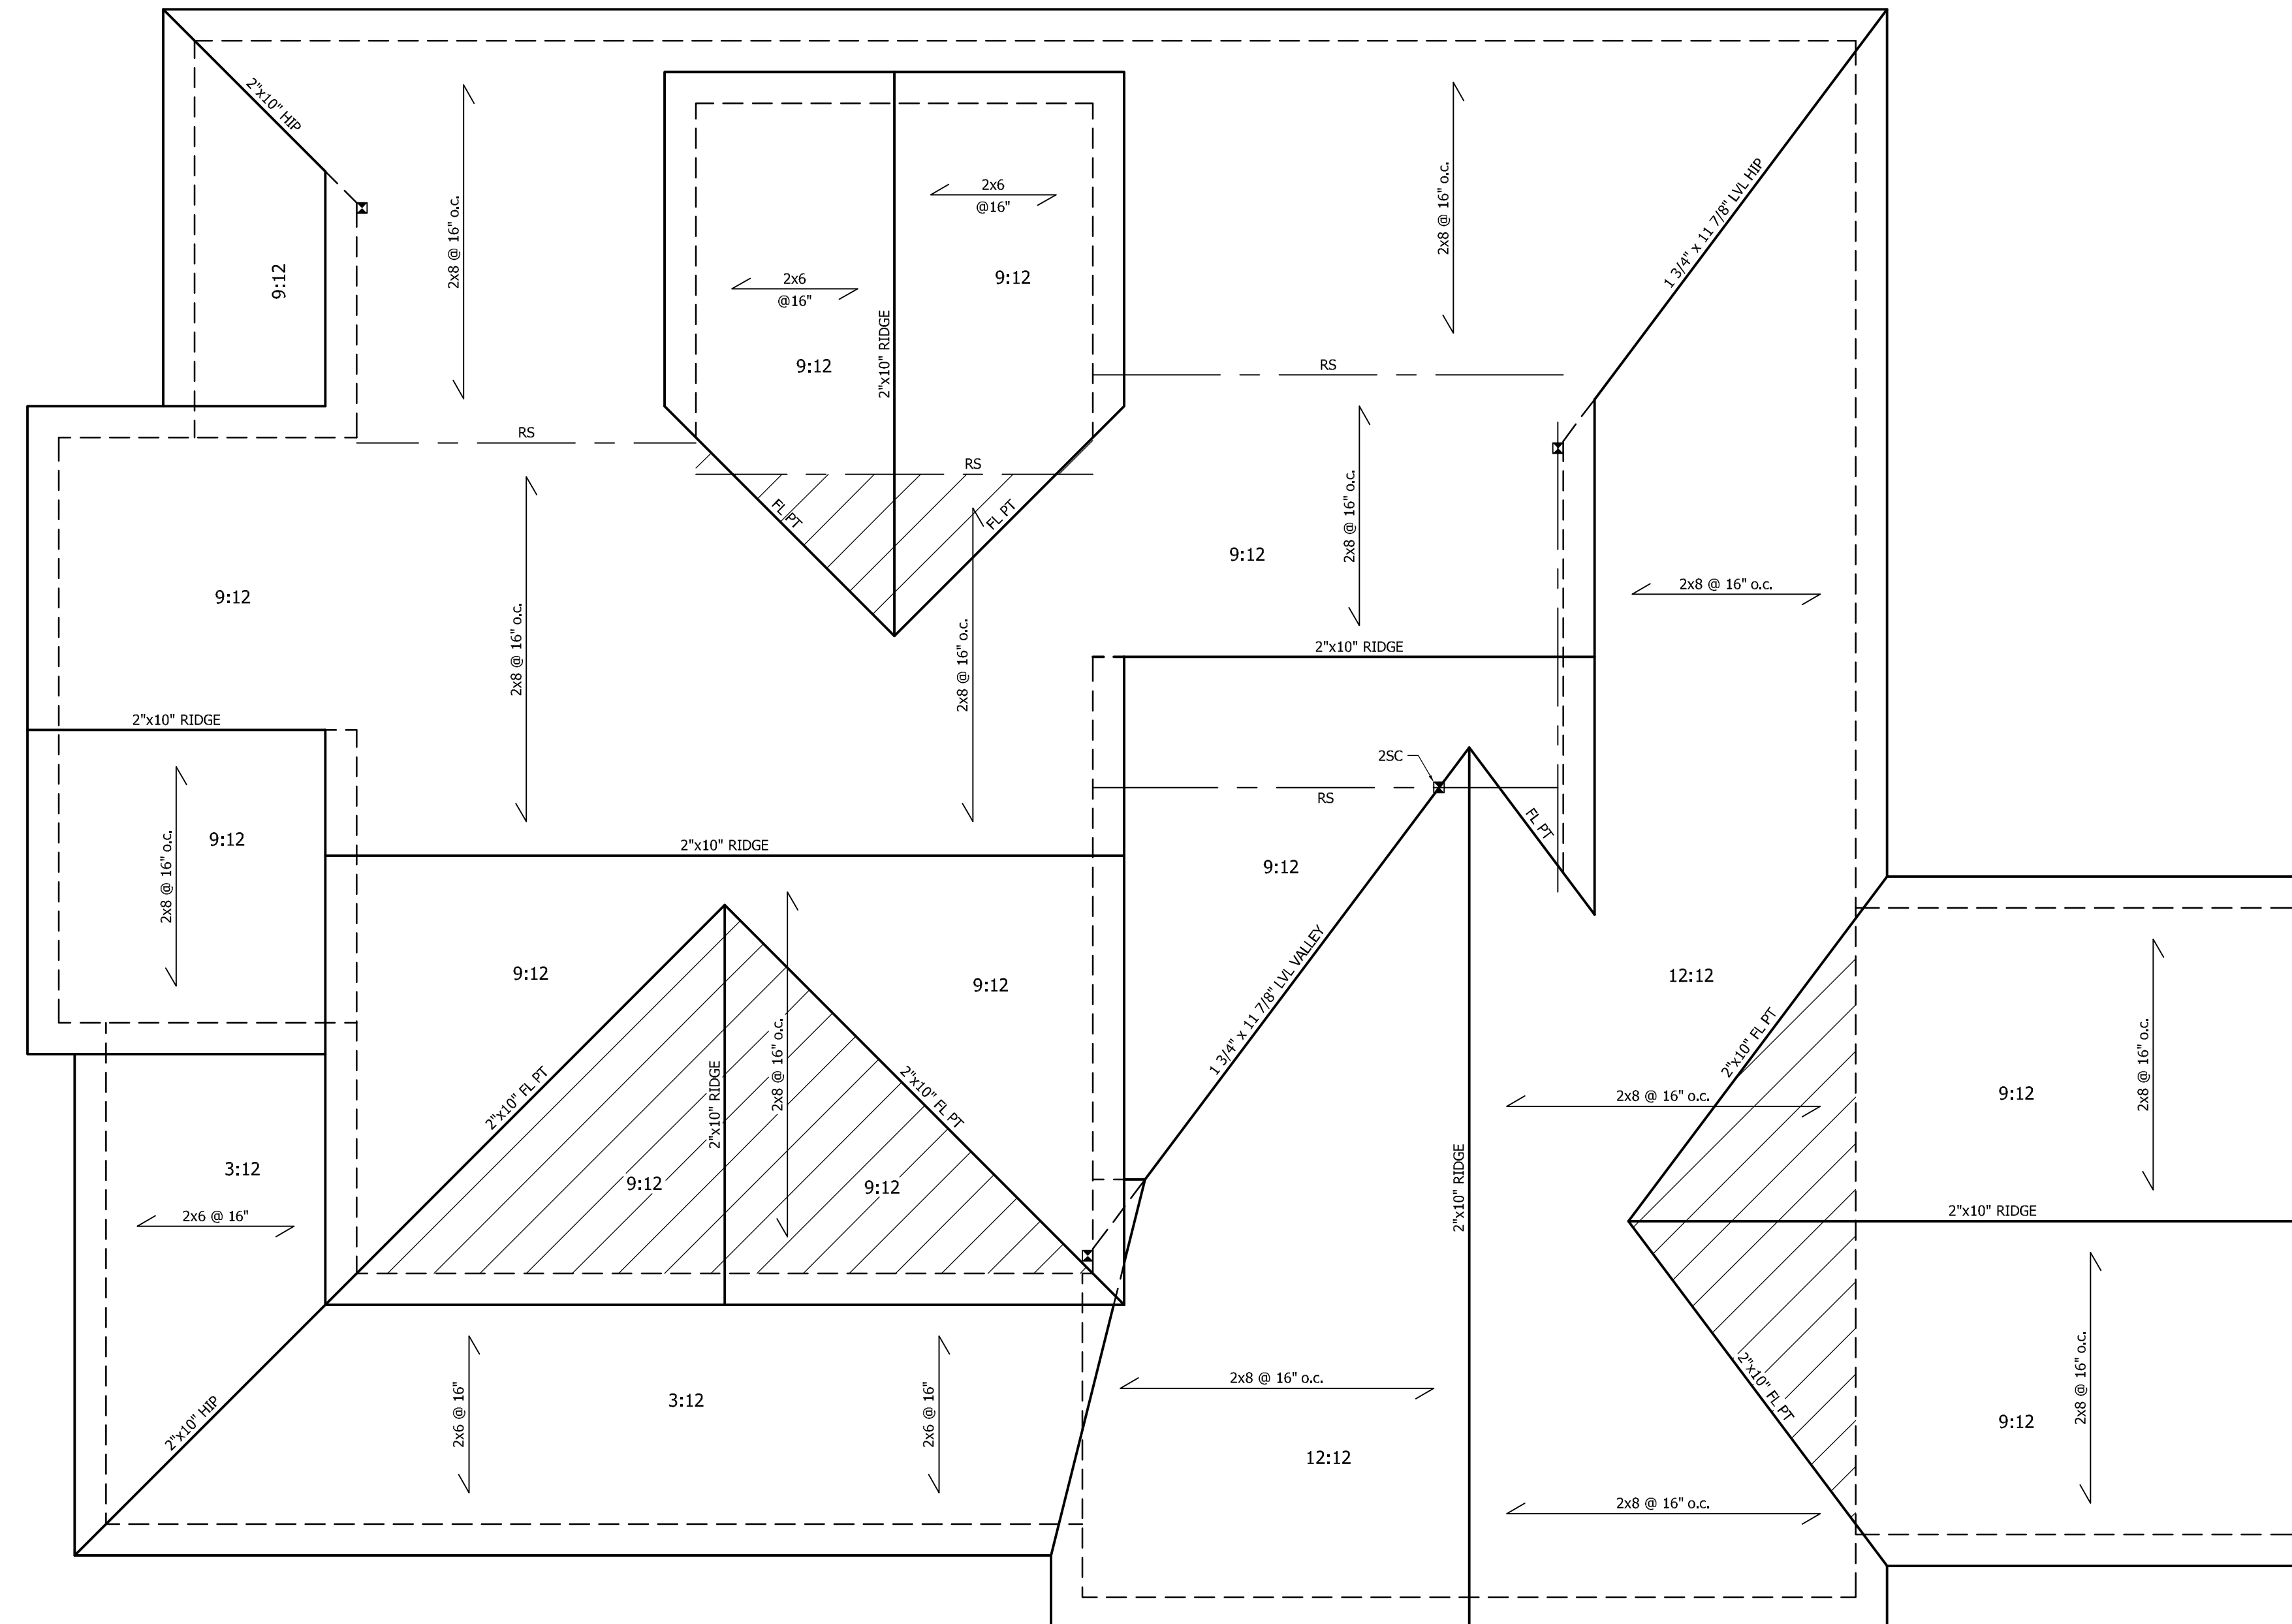 2"x10" HIP
2x8 @ 16" o.c.
2x8 @ 16" o.c.
1 3/4" x 11 7/8" LVL HIP
2x6
@16"
9:12
9:12
2x6
@16"
9:12
2"x10" RIDGE
RS
RS
RS
FL PT
FL PT
2x8 @ 16" o.c.
9:12
9:12
2x8 @ 16" o.c.
2x8 @ 16" o.c.
2x8 @ 16" o.c.
2"x10" RIDGE
2"x10" RIDGE
2SC
RS
FL PT
2x8 @ 16" o.c.
9:12
2"x10" RIDGE
9:12
9:12
9:12
12:12
1 3/4" x 11 7/8" LVL VALLEY
2x8 @ 16" o.c.
2"x10" FL PT
2"x10" RIDGE
2"x10" FL PT
2"x10" FL PT
2x8 @ 16" o.c.
9:12
2x8 @ 16" o.c.
3:12
9:12
9:12
2x6 @ 16"
2"x10" RIDGE
2"x10" RIDGE
2x8 @ 16" o.c.
2"x10" FL PT
2x8 @ 16" o.c.
9:12
2"x10" HIP
2x6 @ 16"
3:12
2x6 @ 16"
12:12
2x8 @ 16" o.c.